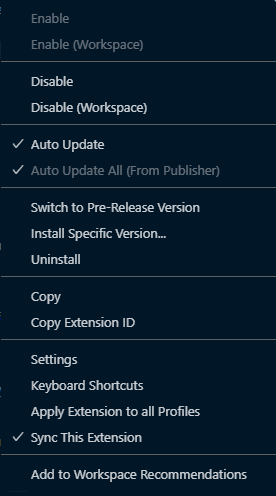 Enable
Enable (Workspace)
Disable
Disable (Workspace)
Auto Update
Auto Update All (From Publisher)
Switch to Pre-Release Version
Install Specific Version...
Uninstall
Copy
Copy Extension ID
Settings
Keyboard Shortcuts
Apply Extension to all Profiles
Sync This Extension
Add to Workspace Recommendations